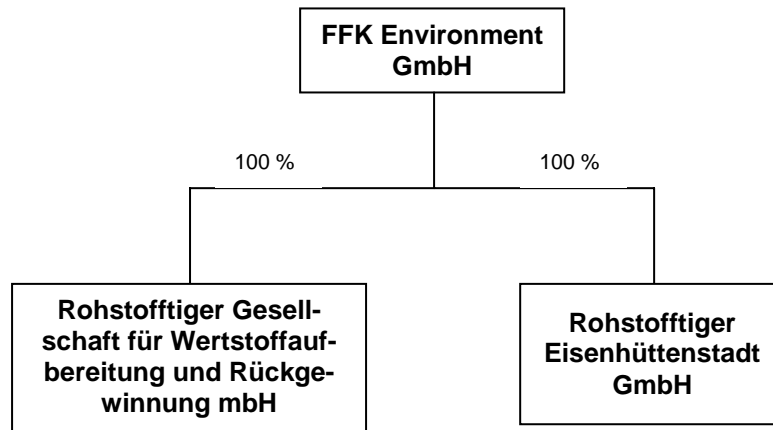 FFK Environment
GmbH
100 %
100 %
Rohstofftiger Gesell-
schaft für Wertstoffauf-
bereitung und Rückge-
winnung mbH
Rohstofftiger
Eisenhüttenstadt
GmbH